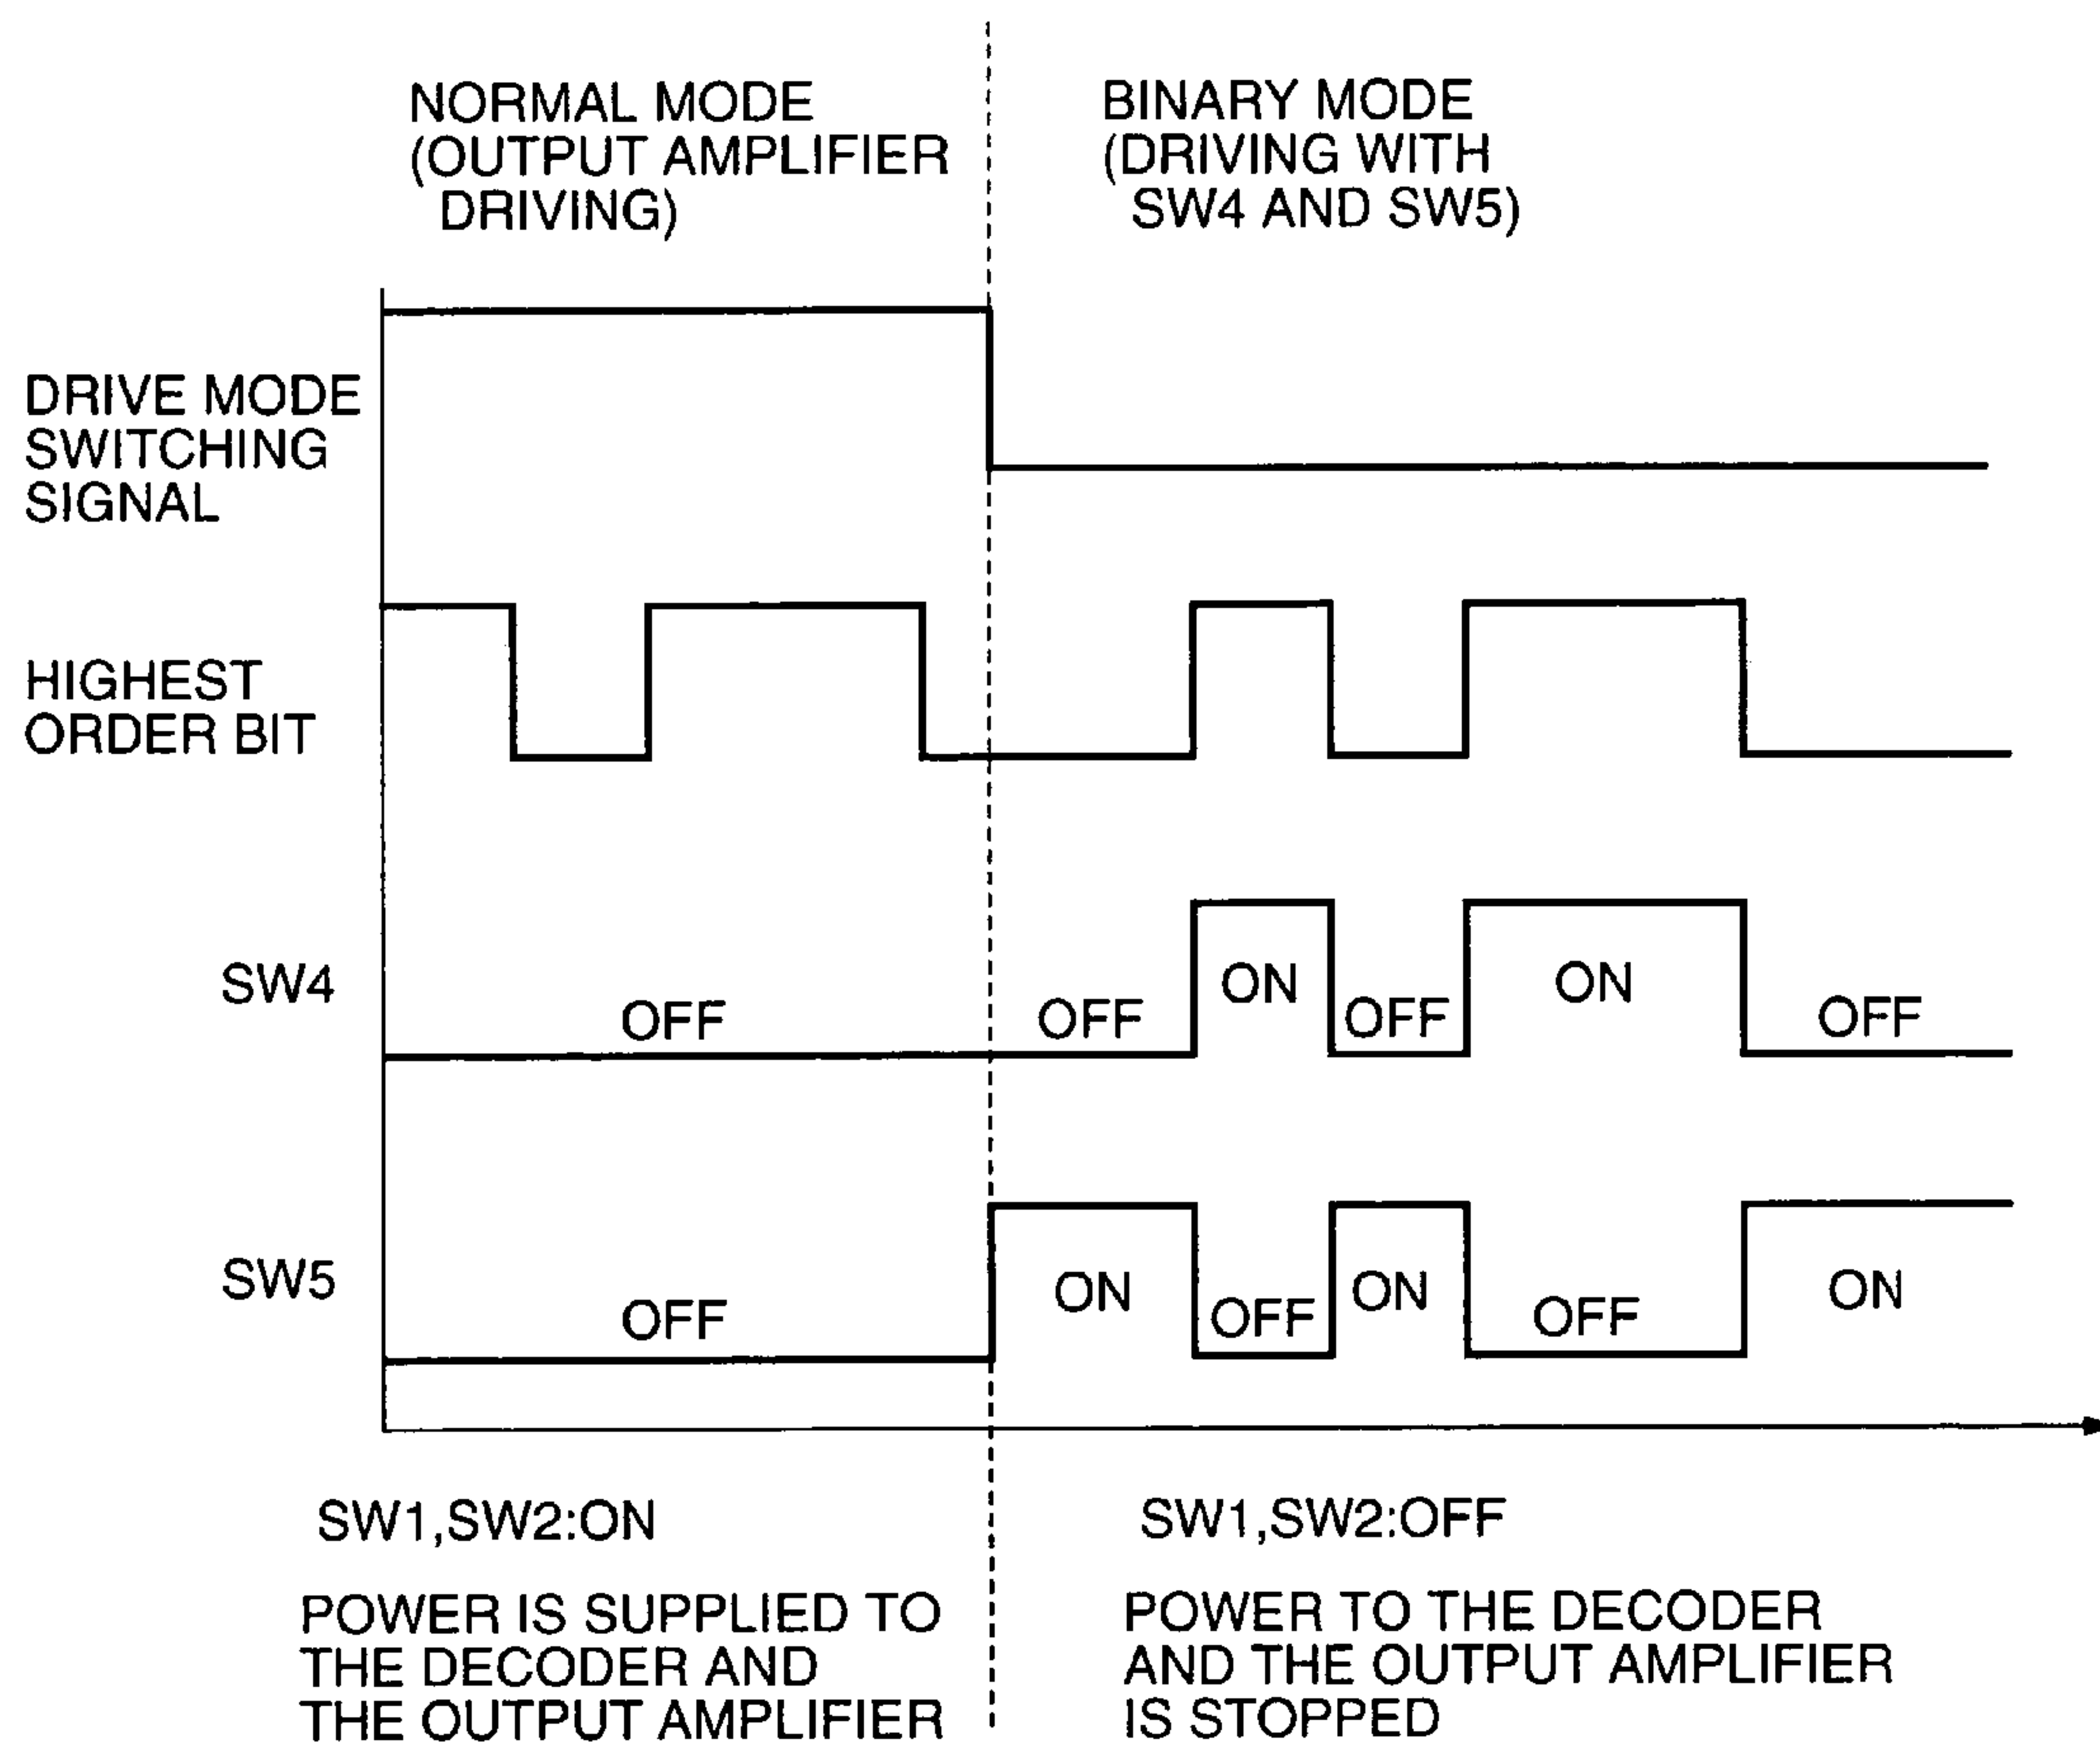 NORMAL MODE
(OUTPUT AMPLIFIER
DRIVING)
BINARY MODE
(DRIVING WITH
SW4 AND SW5)
DRIVE MODE
SWITCHING
SIGNAL
HIGHEST
ORDER BIT
SW4
OFF
OFF
ON
OFF
ON
OFF
SW5
OFF
ON
OFF
ON
OFF
ON
SW1,SW2:ON
SW1,SW2:OFF
POWER IS SUPPLIED TO
THE DECODER AND
THE OUTPUT AMPLIFIER
POWER TO THE DECODER
AND THE OUTPUT AMPLIFIER
IS STOPPED